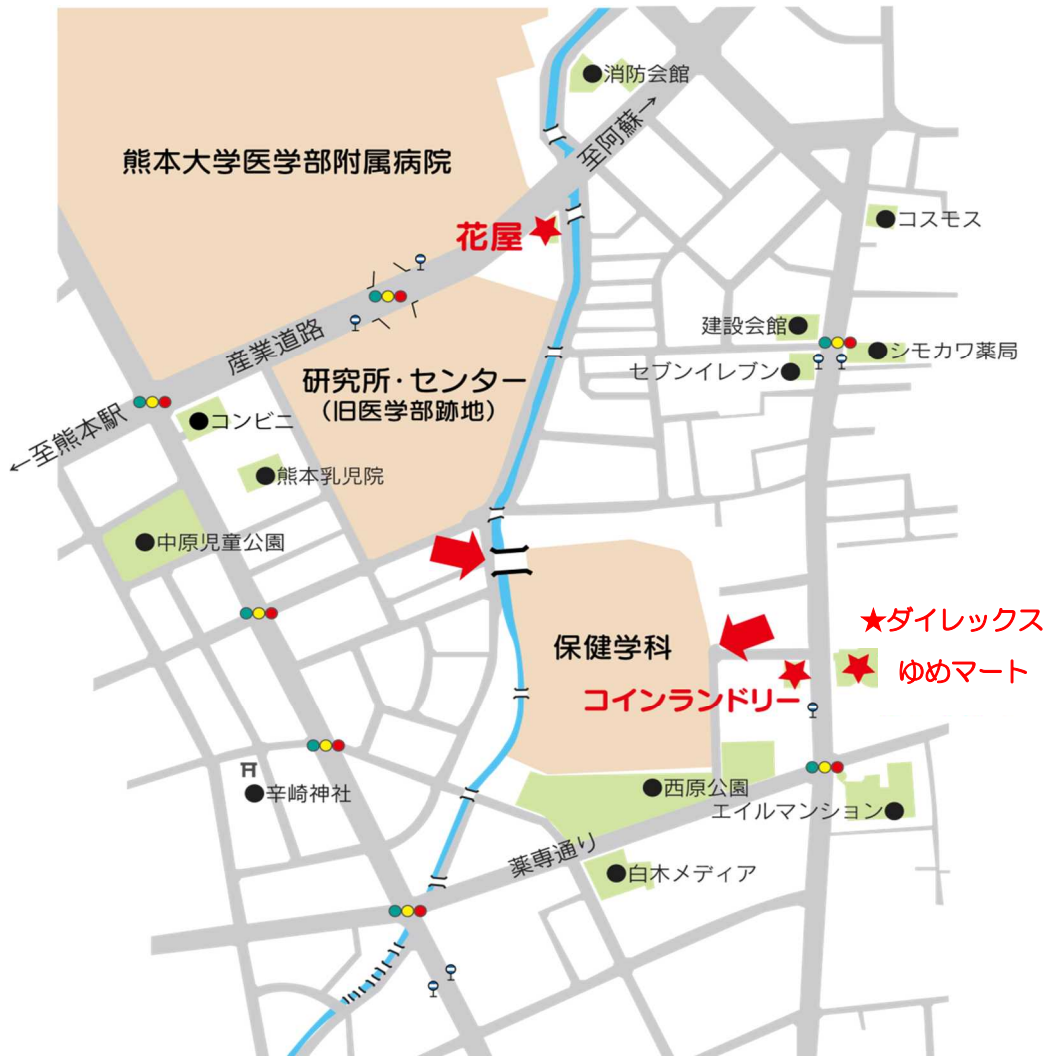 消防会館
至阿蘇→
熊本大学医学部附属病院
コスモス
花屋
建設会館
シモカワ薬局
産業道路
セブンイレブン
研究所・センター
(旧医学部跡地)
コンビニ
←至熊本駅
熊本乳児院
中原児童公園
★ダイレックス
保健学科
ゆめマート
コインランドリー
西原公園
辛崎神社
エイルマンション
薬専通り
白木メディア